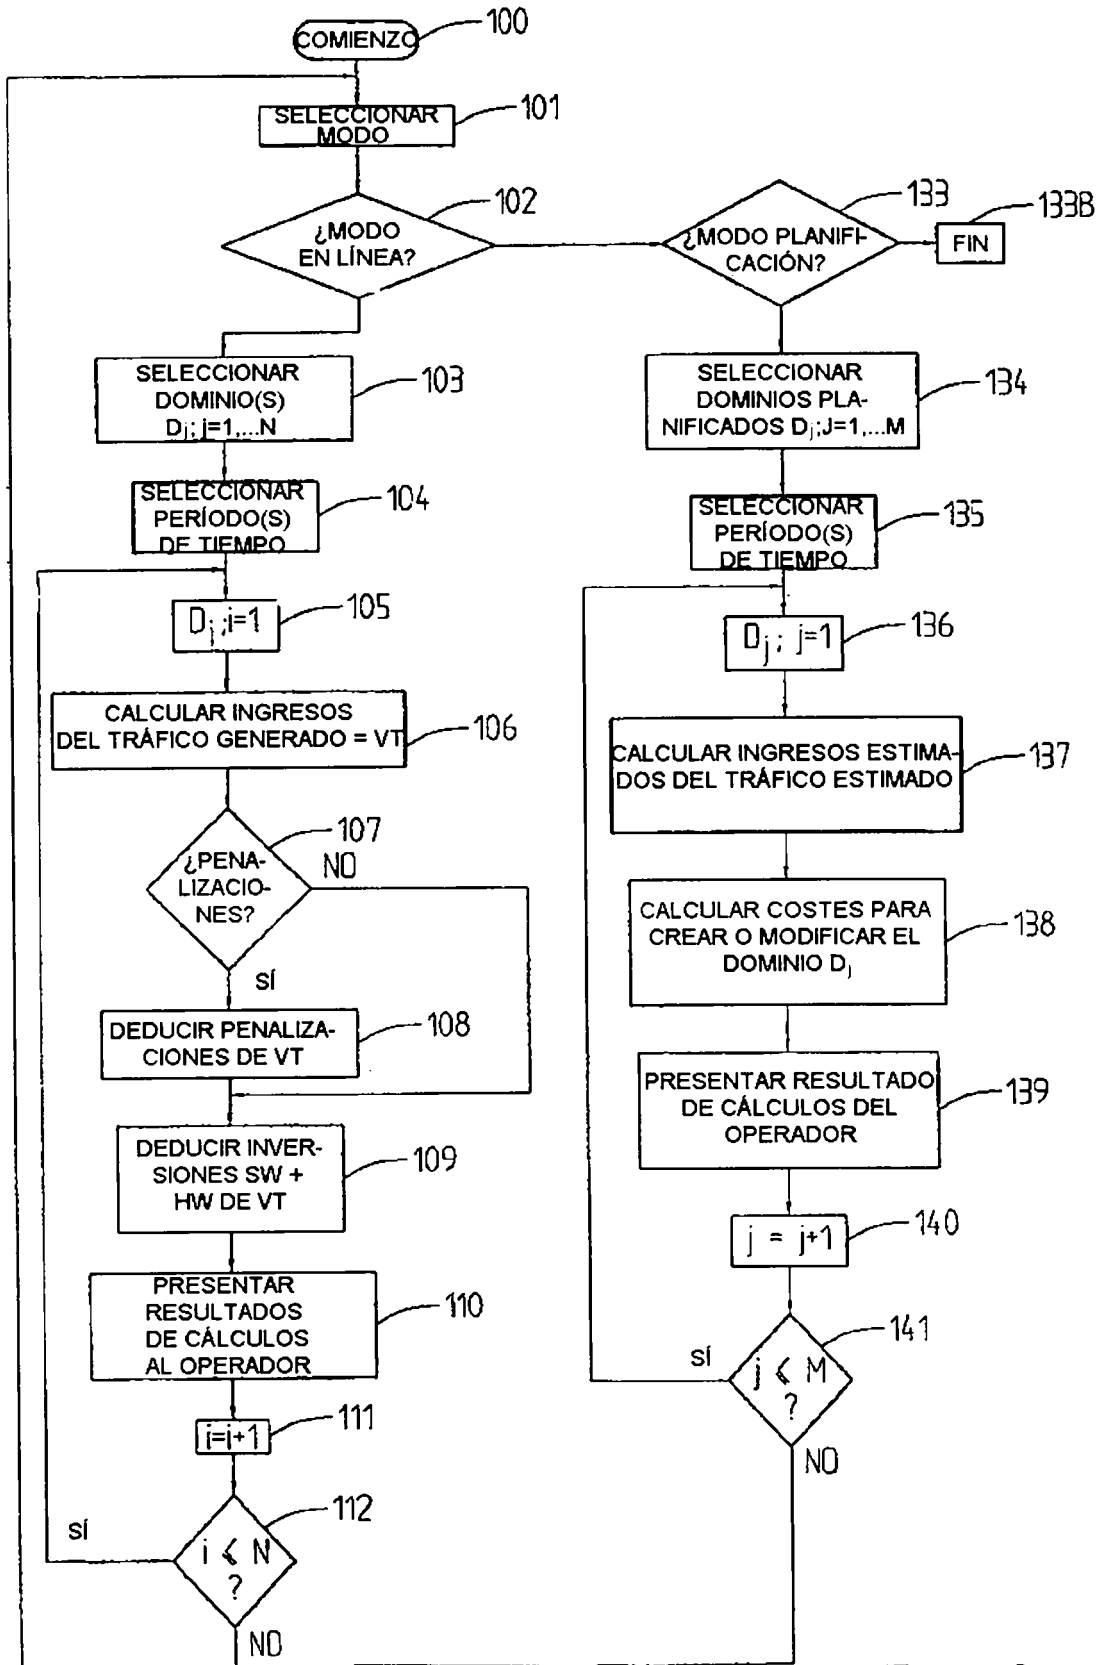 COMIENZO
100
SELECCIONAR
MODO
101
¿MODO
EN LÍNEA?
102
¿MODO PLANIFI-
CACIÓN?
133
FIN
133B
SELECCIONAR
DOMINIO(S)
Dj; j=1,...N
103
SELECCIONAR
PERÍODO(S)
DE TIEMPO
104
Dj ;i=1
105
CALCULAR INGRESOS
DEL TRÁFICO GENERADO = VT
106
¿PENA-
LIZACIO-
NES?
107
NO
SÍ
DEDUCIR PENALIZA-
CIONES DE VT
108
DEDUCIR INVER-
SIONES SW +
HW DE VT
109
PRESENTAR
RESULTADOS
DE CÁLCULOS
AL OPERADOR
110
i=i+1
111
i ⩽ N
?
112
SÍ
NO
SELECCIONAR
DOMINIOS PLA-
NIFICADOS Dj;J=1,...M
134
SELECCIONAR
PERÍODO(S)
DE TIEMPO
135
Dj; j=1
136
CALCULAR INGRESOS ESTIMA-
DOS DEL TRÁFICO ESTIMADO
137
CALCULAR COSTES PARA
CREAR O MODIFICAR EL
DOMINIO Dj
138
PRESENTAR RESULTADO
DE CÁLCULOS DEL
OPERADOR
139
j = j+1
140
j ⩽ M
?
141
SÍ
NO